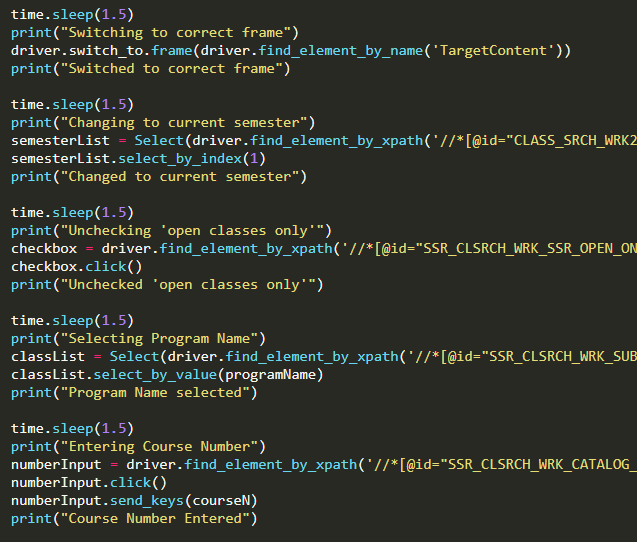 time.sleep(1.5)
print("Switching to correct frame")
driver.switch_to.frame(driver.find_element_by_name('TargetContent'))
print("Switched to correct frame")
time.sleep(1.5)
print("Changing to current semester")
semesterList = Select(driver.find_element_by_xpath('//*[@id="CLASS_SRCH_WRK2
semesterList.select_by_index(1)
print("Changed to current semester")
time.sleep(1.5)
print("Unchecking 'open classes only'")
checkbox = driver.find_element_by_xpath('//*[@id="SSR_CLSRCH_WRK_SSR_OPEN_ON
checkbox.click()
print("Unchecked 'open classes only'")
time.sleep(1.5)
print("Selecting Program Name")
classList = Select(driver.find_element_by_xpath('//*[@id="SSR_CLSRCH_WRK_SUB
classList.select_by_value(programName)
print("Program Name selected")
time.sleep(1.5)
print("Entering Course Number")
numberInput = driver.find_element_by_xpath('//*[@id="SSR_CLSRCH_WRK_CATALOG_
numberInput.click()
numberInput.send_keys(courseN)
print("Course Number Entered")